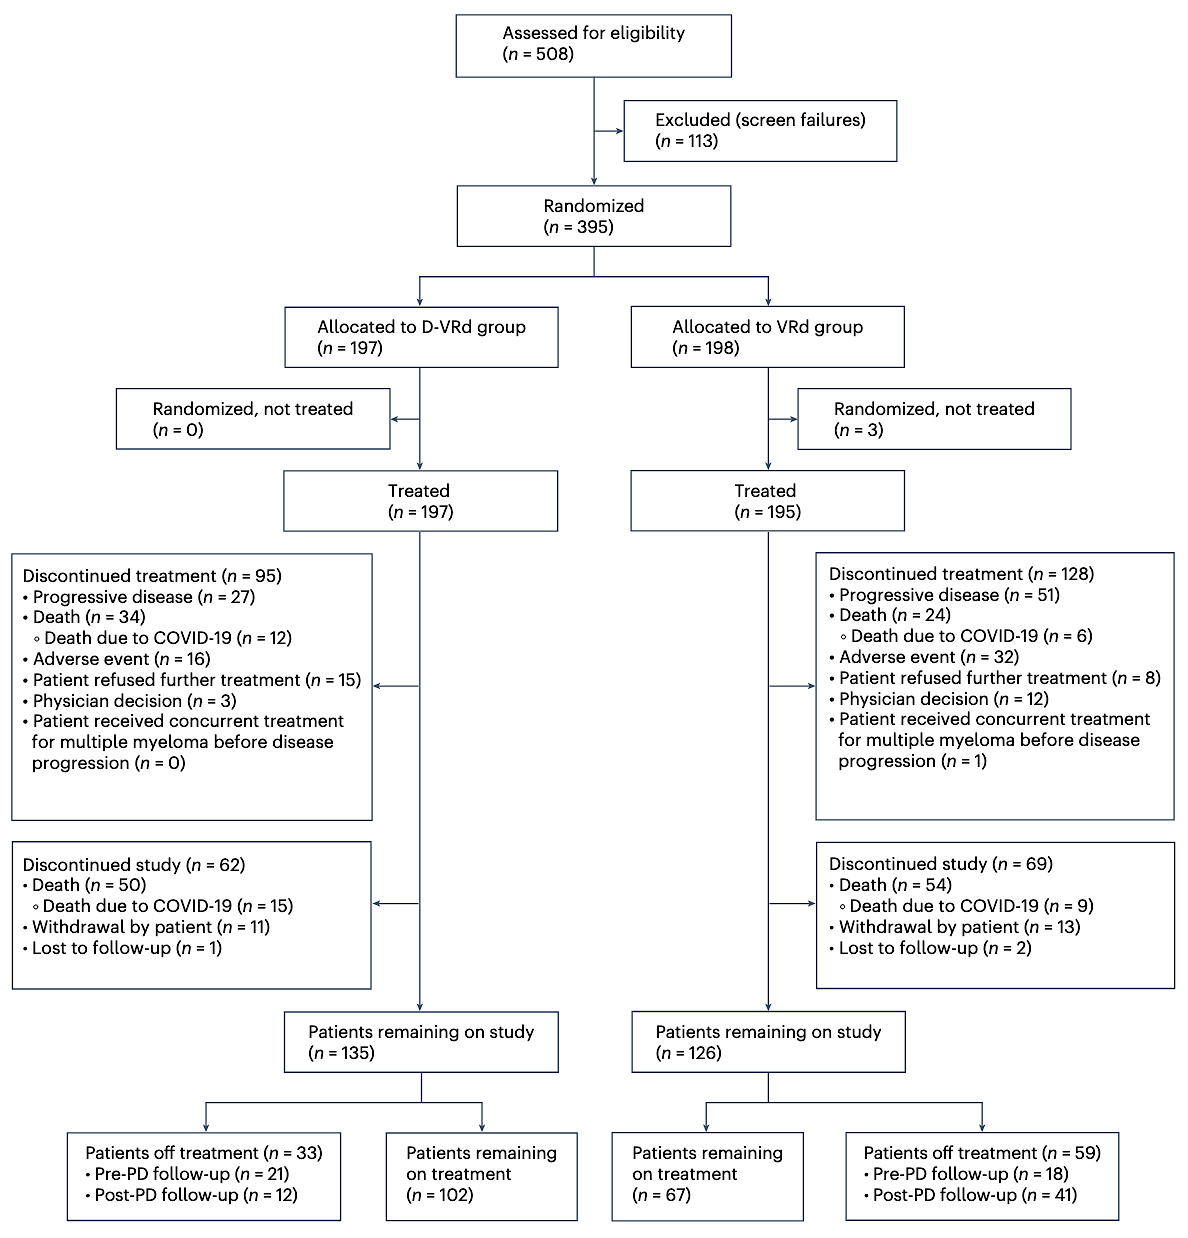 Assessed for eligibility
(n = 508)
Excluded (screen failures)
(n = 113)
Randomized
(n = 395)
Allocated to D-VRd group
(n = 197)
Allocated to VRd group
(n = 198)
Randomized, not treated
(n = 0)
Randomized, not treated
(n = 3)
Treated
(n = 197)
Treated
(n = 195)
Discontinued treatment (n = 95)
• Progressive disease (n = 27)
• Death (n = 34)
◦ Death due to COVID-19 (n = 12)
• Adverse event (n = 16)
• Patient refused further treatment (n = 15)
• Physician decision (n = 3)
• Patient received concurrent treatment
for multiple myeloma before disease
progression (n = 0)
Discontinued treatment (n = 128)
• Progressive disease (n = 51)
• Death (n = 24)
◦ Death due to COVID-19 (n = 6)
• Adverse event (n = 32)
• Patient refused further treatment (n = 8)
• Physician decision (n = 12)
• Patient received concurrent treatment
for multiple myeloma before disease
progression (n = 1)
Discontinued study (n = 62)
• Death (n = 50)
◦ Death due to COVID-19 (n = 15)
• Withdrawal by patient (n = 11)
• Lost to follow-up (n = 1)
Discontinued study (n = 69)
• Death (n = 54)
◦ Death due to COVID-19 (n = 9)
• Withdrawal by patient (n = 13)
• Lost to follow-up (n = 2)
Patients remaining on study
(n = 135)
Patients remaining on study
(n = 126)
Patients off treatment (n = 33)
• Pre-PD follow-up (n = 21)
• Post-PD follow-up (n = 12)
Patients remaining
on treatment
(n = 102)
Patients remaining
on treatment
(n = 67)
Patients off treatment (n = 59)
• Pre-PD follow-up (n = 18)
• Post-PD follow-up (n = 41)